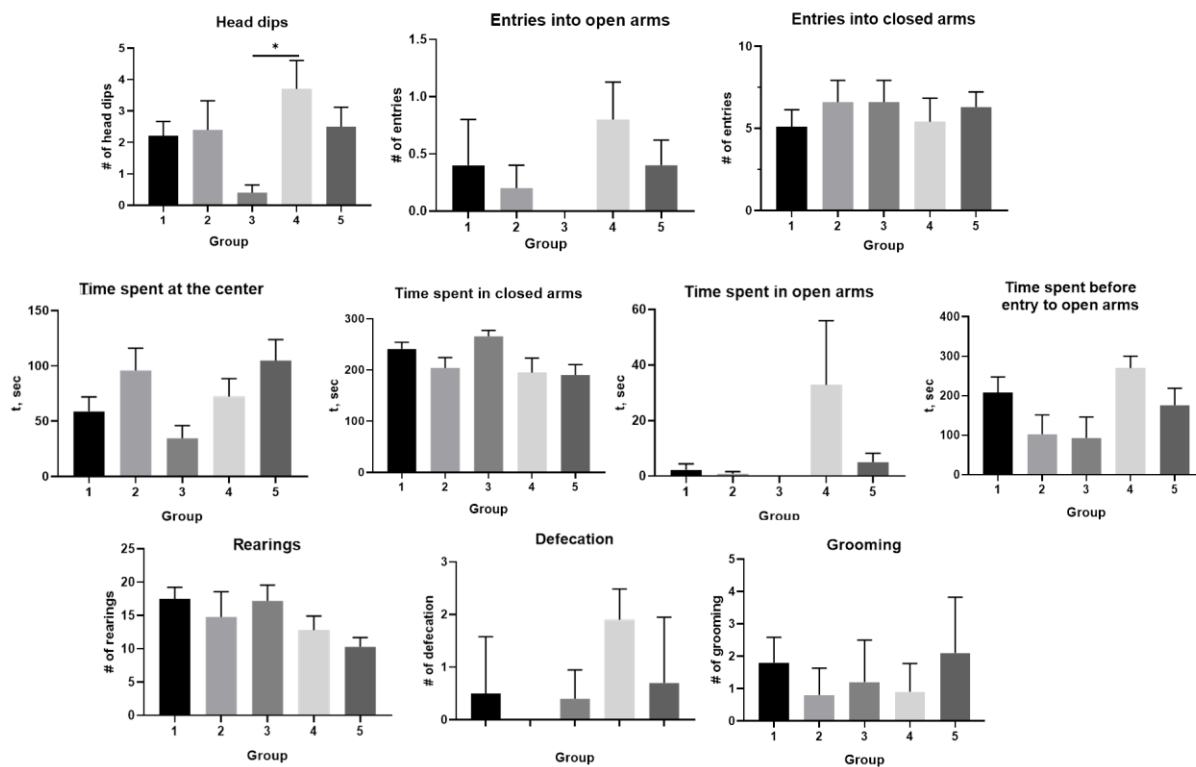 Head dips
*
# of head dips
5
4
3
2
1
0
1 2 3 4 5
Group
Entries into open arms
# of entries
1.5
1.0
0.5
0.0
1 2 3 4 5
Group
Entries into closed arms
# of entries
10
5
0
1 2 3 4 5
Group
Time spent at the center
t, sec
150
100
50
0
1 2 3 4 5
Group
Time spent in closed arms
t, sec
300
200
100
0
1 2 3 4 5
Group
Time spent in open arms
t, sec
60
40
20
0
1 2 3 4 5
Group
Time spent before
entry to open arms
t, sec
400
300
200
100
0
1 2 3 4 5
Group
Rearings
# of rearings
25
20
15
10
5
0
1 2 3 4 5
Group
Defecation
# of defecation
3
2
1
0
Group
Grooming
# of grooming
5
4
3
2
1
0
1 2 3 4 5
Group